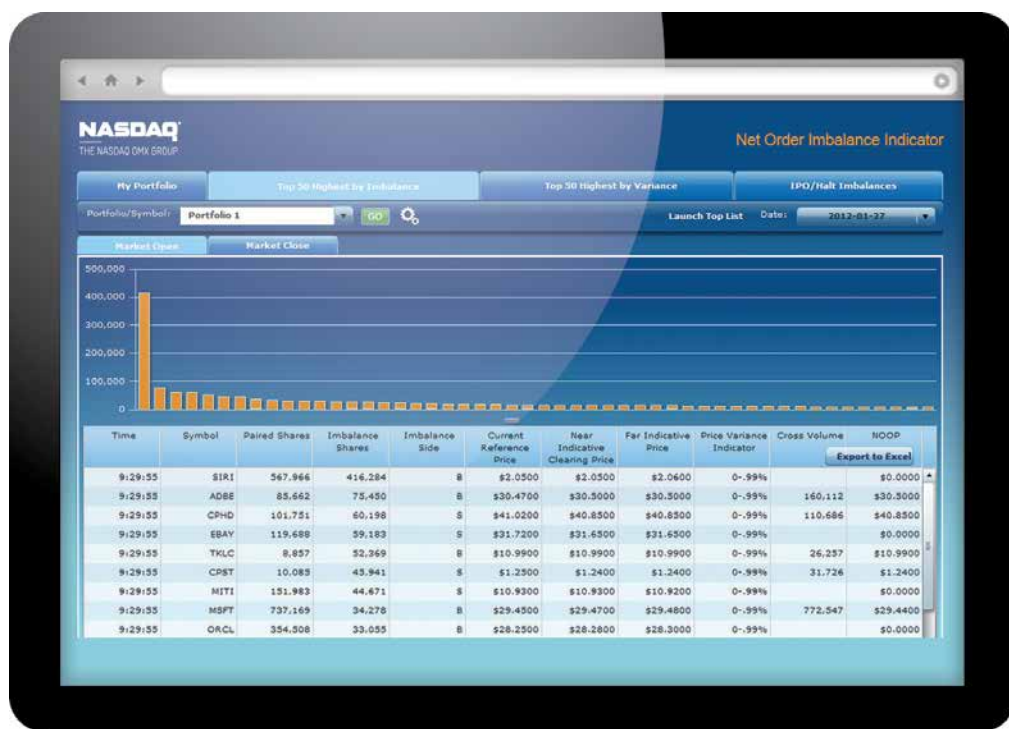 NASDAQ
THE NASDAQ OMX GROUP
Net Order Imbalance Indicator
My Portfolio Top 50 Highest by Imbalance Top 50 Highest by Variance IPO/Halt Imbalances
Portfolio/Symbol: Portfolio 1 GO Launch Top List Date: 2012-01-27
Market Open Market Close
500,000
400,000
300,000
200,000
100,000
0
Time Symbol Paired Shares Imbalance Shares Imbalance Side Current Reference Price Near Indicative Clearing Price Far Indicative Price Price Variance Indicator Cross Volume NOOP
Export to Excel
9:29:55 SIRI 567,966 416,284 B $2.0500 $2.0500 $2.0600 0-.99% $0.0000
9:29:55 ADBE 85,662 75,450 B $30.4700 $30.5000 $30.5000 0-.99% 160,112 $30.5000
9:29:55 CPHD 101,751 60,198 S $41.0200 $40.8500 $40.8500 0-.99% 110,686 $40.8500
9:29:55 EBAY 119,688 59,183 S $31.7200 $31.6500 $31.6500 0-.99% $0.0000
9:29:55 TKLC 8,857 52,369 B $10.9900 $10.9900 $10.9900 0-.99% 26,257 $10.9900
9:29:55 CPST 10,085 45,941 S $1.2500 $1.2400 $1.2400 0-.99% 31,726 $1.2400
9:29:55 MITI 151,983 44,671 S $10.9300 $10.9300 $10.9200 0-.99% $0.0000
9:29:55 MSFT 737,169 34,278 B $29.4500 $29.4700 $29.4800 0-.99% 772,547 $29.4400
9:29:55 ORCL 354,508 33,055 B $28.2500 $28.2800 $28.3000 0-.99% $0.0000